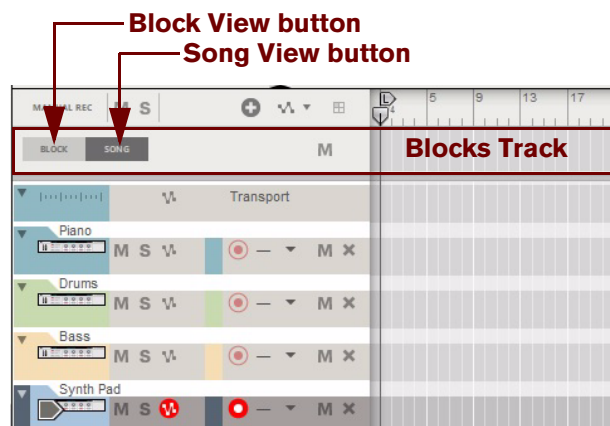 Block View button
Song View button
MANUAL REC M S L 5 9 13 17
4
BLOCK SONG M Blocks Track
Transport
Piano
M S M
Drums
M S M
Bass
M S M
Synth Pad
M S M